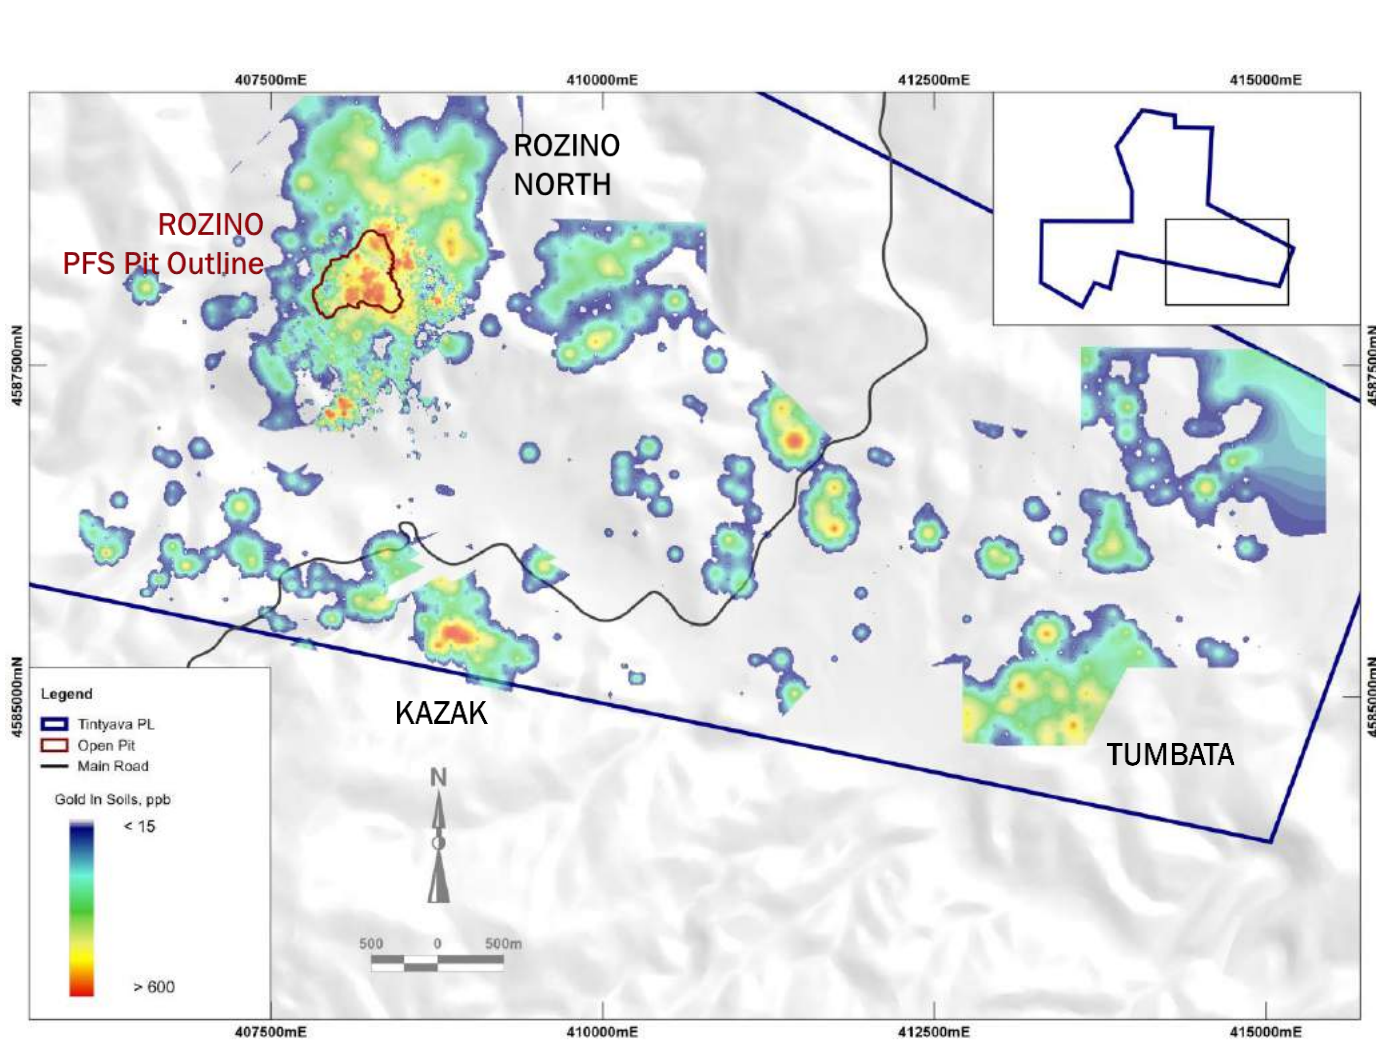 407500mE 410000mE 412500mE 415000mE
ROZINO
NORTH
ROZINO
PFS Pit Outline
4587500mN
4587500mN
4585000mN
4585000mN
KAZAK
TUMBATA
Legend
Tintyava PL
Open Pit
Main Road
Gold In Soils, ppb
< 15
> 600
N
500 0 500m
407500mE 410000mE 412500mE 415000mE